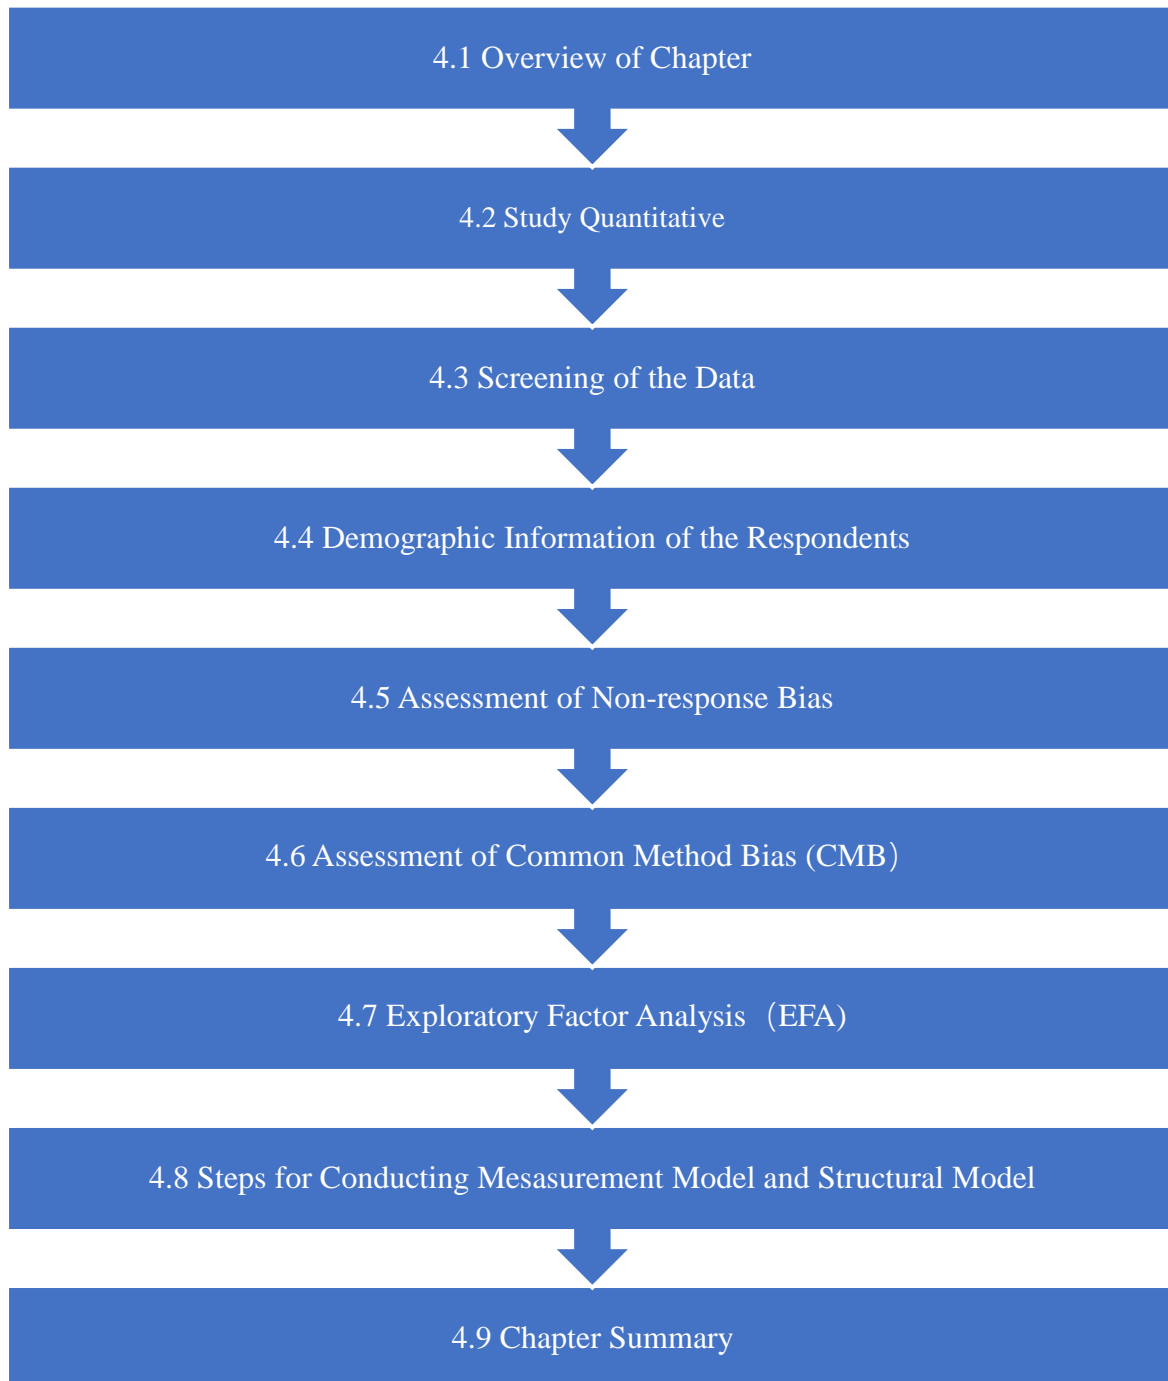 4.1 Overview of Chapter
4.2 Study Quantitative
4.3 Screening of the Data
4.4 Demographic Information of the Respondents
4.5 Assessment of Non-response Bias
4.6 Assessment of Common Method Bias (CMB）
4.7 Exploratory Factor Analysis（EFA)
4.8 Steps for Conducting Mesasurement Model and Structural Model
4.9 Chapter Summary